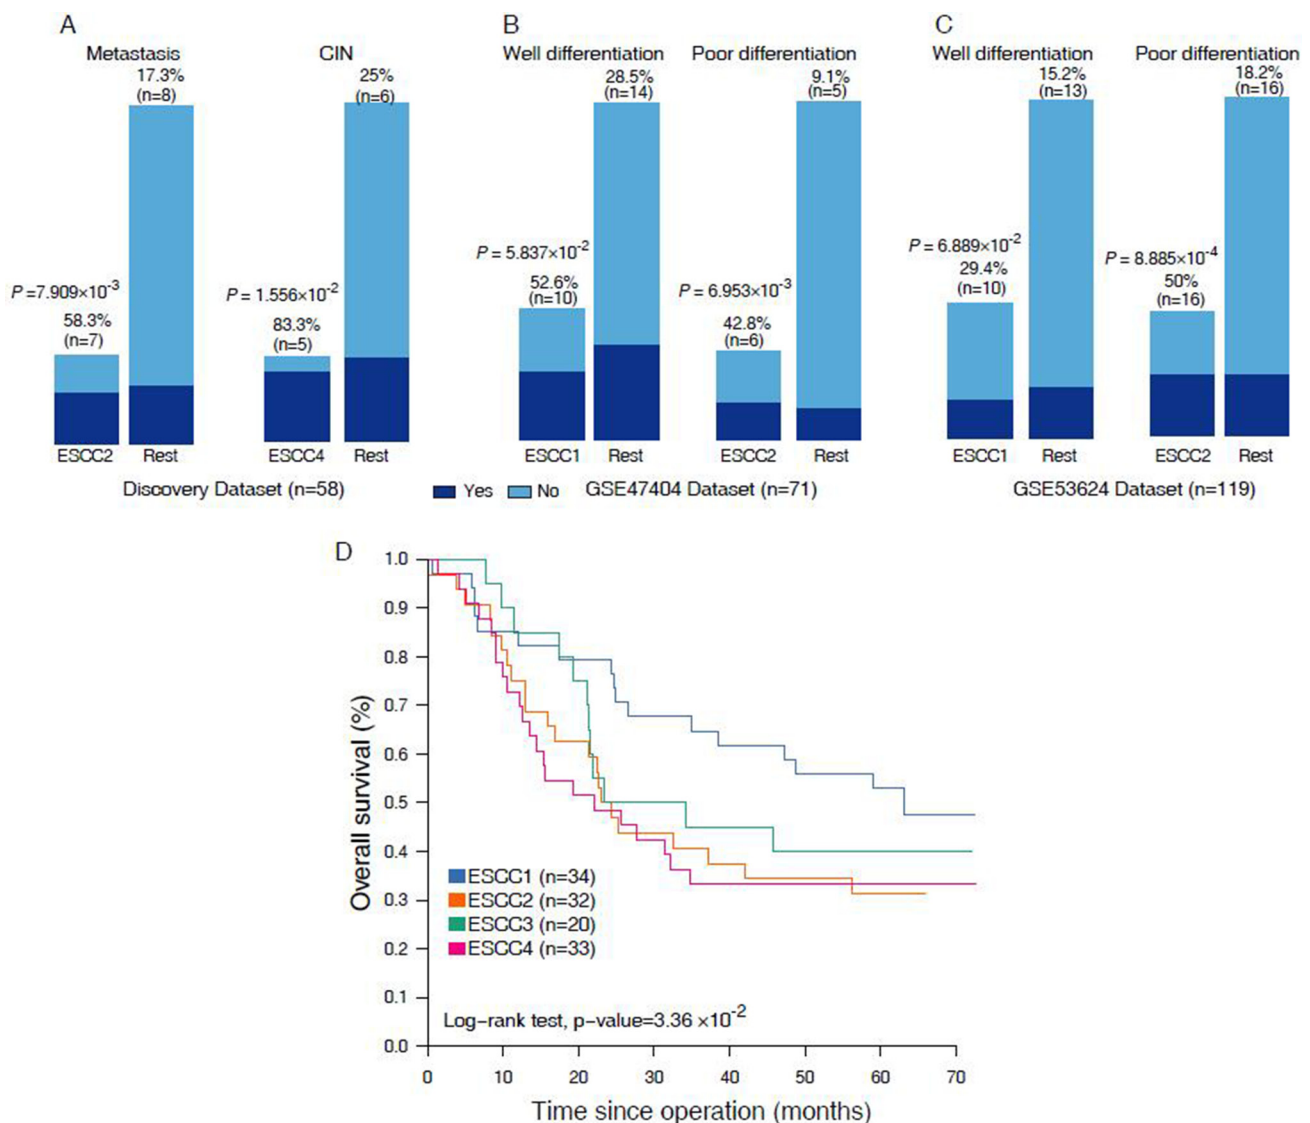 A
Metastasis
17.3%
(n=8)
P =7.909×10-3
58.3%
(n=7)
ESCC2
Rest
CIN
25%
(n=6)
P = 1.556×10-2
83.3%
(n=5)
ESCC4
Rest
Discovery Dataset (n=58)
B
Well differentiation
28.5%
(n=14)
P = 5.837×10-2
52.6%
(n=10)
ESCC1
Rest
Poor differentiation
9.1%
(n=5)
P = 6.953×10-3
42.8%
(n=6)
ESCC2
Rest
Yes
No
GSE47404 Dataset (n=71)
C
Well differentiation
15.2%
(n=13)
P = 6.889×10-2
29.4%
(n=10)
ESCC1
Rest
Poor differentiation
18.2%
(n=16)
P = 8.885×10-4
50%
(n=16)
ESCC2
Rest
GSE53624 Dataset (n=119)
D
Overall survival (%)
1.0
0.9
0.8
0.7
0.6
0.5
0.4
0.3
0.2
0.1
0.0
ESCC1 (n=34)
ESCC2 (n=32)
ESCC3 (n=20)
ESCC4 (n=33)
Log-rank test, p-value=3.36 ×10-2
0 10 20 30 40 50 60 70
Time since operation (months)